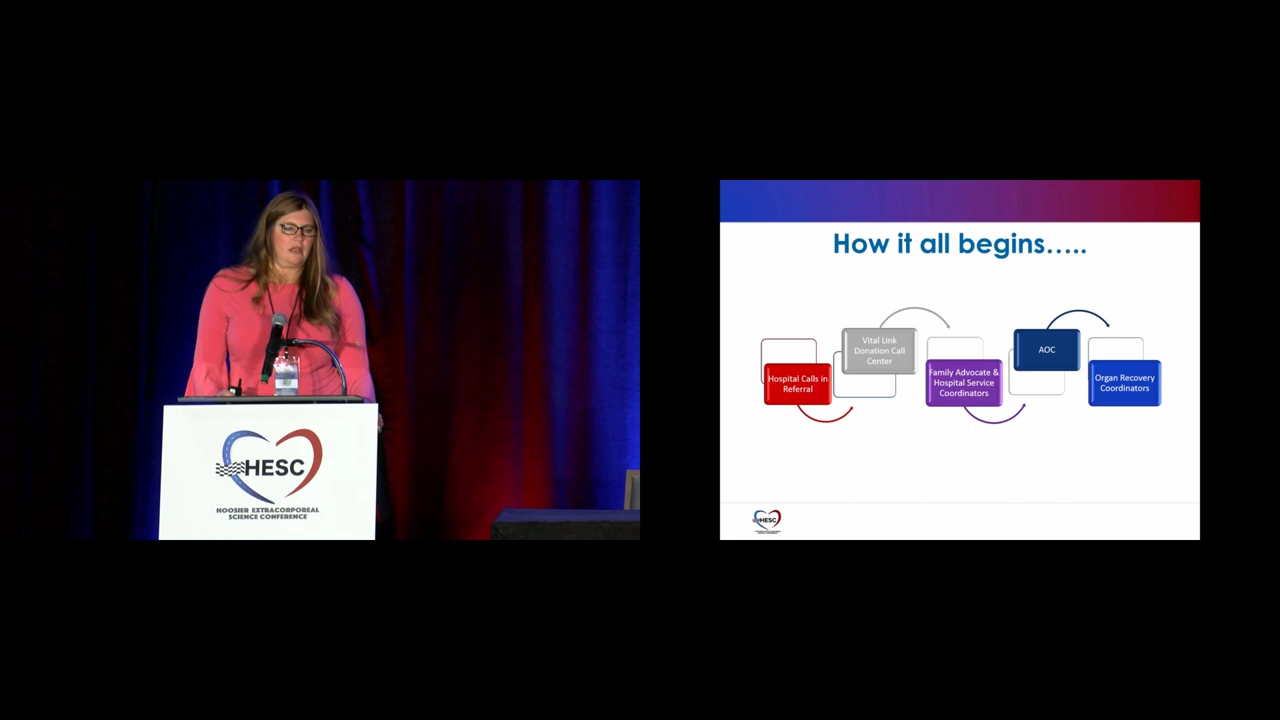 HESC
HOOSIER EXTRACORPOREAL
SCIENCE CONFERENCE
How it all begins…..
Hospital Calls in
Referral
Vital Link
Donation Call
Center
Family Advocate &
Hospital Service
Coordinators
AOC
Organ Recovery
Coordinators
HESC